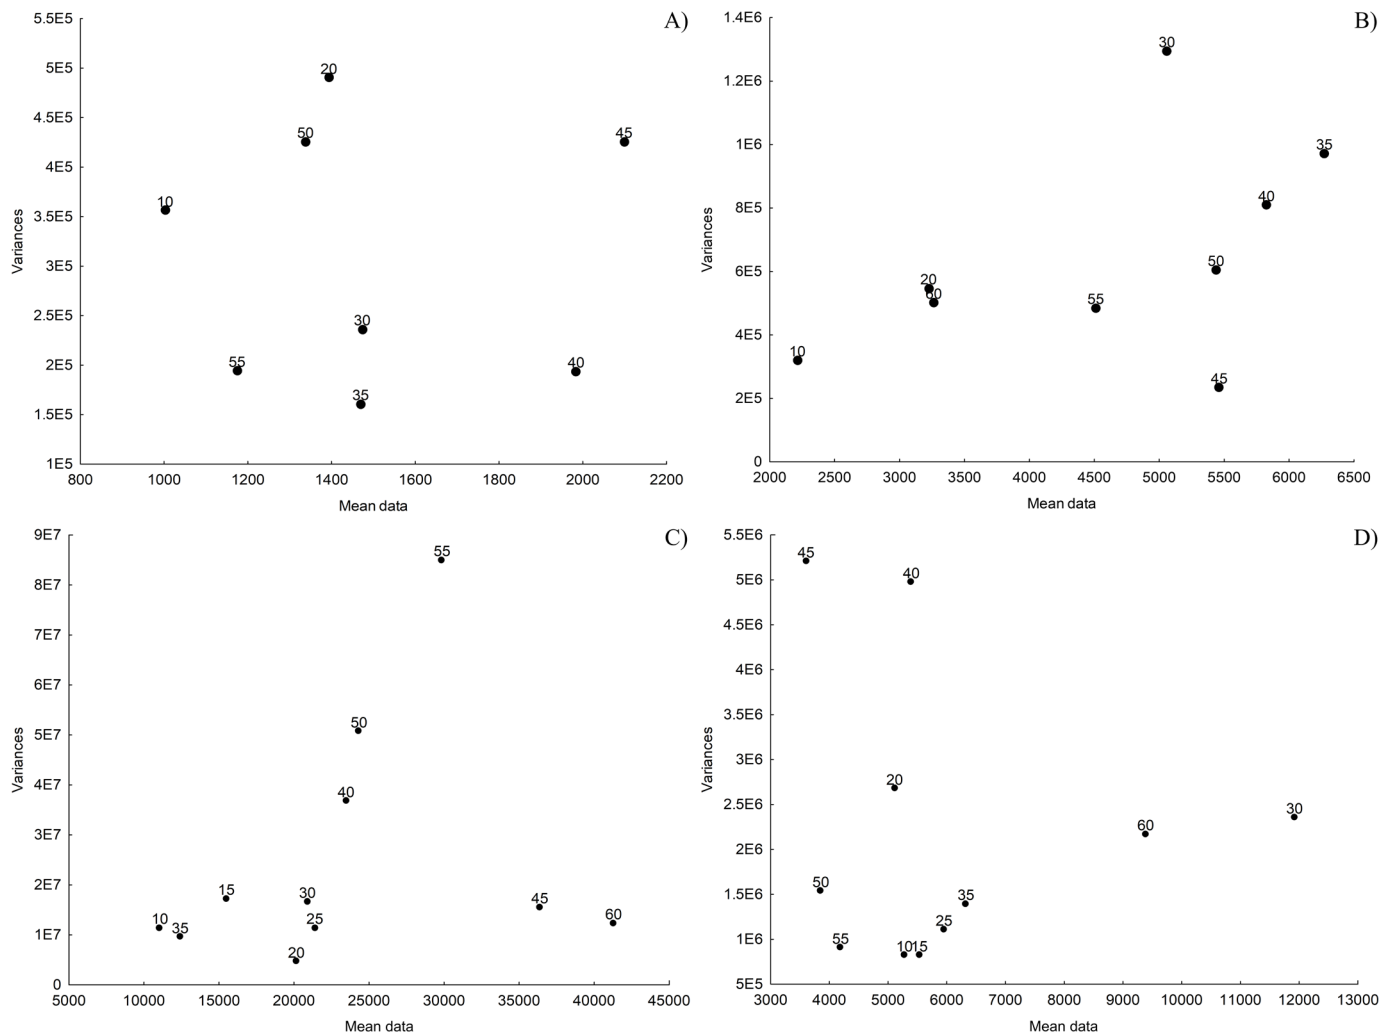 A)
5.5E5
5E5
4.5E5
4E5
3.5E5
3E5
2.5E5
2E5
1.5E5
1E5
Variances
20
50
45
10
30
55
40
35
800 1000 1200 1400 1600 1800 2000 2200
Mean data
B)
1.4E6
1.2E6
1E6
8E5
6E5
4E5
2E5
0
Variances
30
35
40
50
20
60
55
10
45
2000 2500 3000 3500 4000 4500 5000 5500 6000 6500
Mean data
C)
9E7
8E7
7E7
6E7
5E7
4E7
3E7
2E7
1E7
0
Variances
55
50
40
15
30
45
10
35
25
60
20
5000 10000 15000 20000 25000 30000 35000 40000 45000
Mean data
D)
5.5E6
5E6
4.5E6
4E6
3.5E6
3E6
2.5E6
2E6
1.5E6
1E6
5E5
Variances
45
40
20
30
60
50
35
25
55
10
15
3000 4000 5000 6000 7000 8000 9000 10000 11000 12000 13000
Mean data